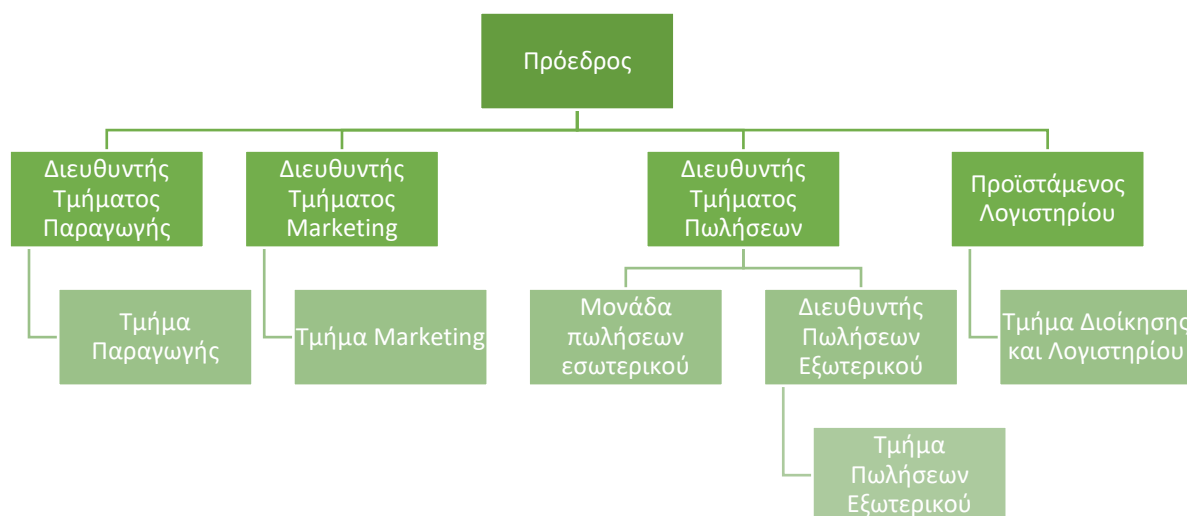 Πρόεδρος
Διευθυντής
Τμήματος
Παραγωγής
Διευθυντής
Τμήματος
Marketing
Διευθυντής
Τμήματος
Πωλήσεων
Προϊστάμενος
Λογιστηρίου
Τμήμα
Παραγωγής
Τμήμα Marketing
Μονάδα
πωλήσεων
εσωτερικού
Διευθυντής
Πωλήσεων
Εξωτερικού
Τμήμα Διοίκησης
και Λογιστηρίου
Τμήμα
Πωλήσεων
Εξωτερικού